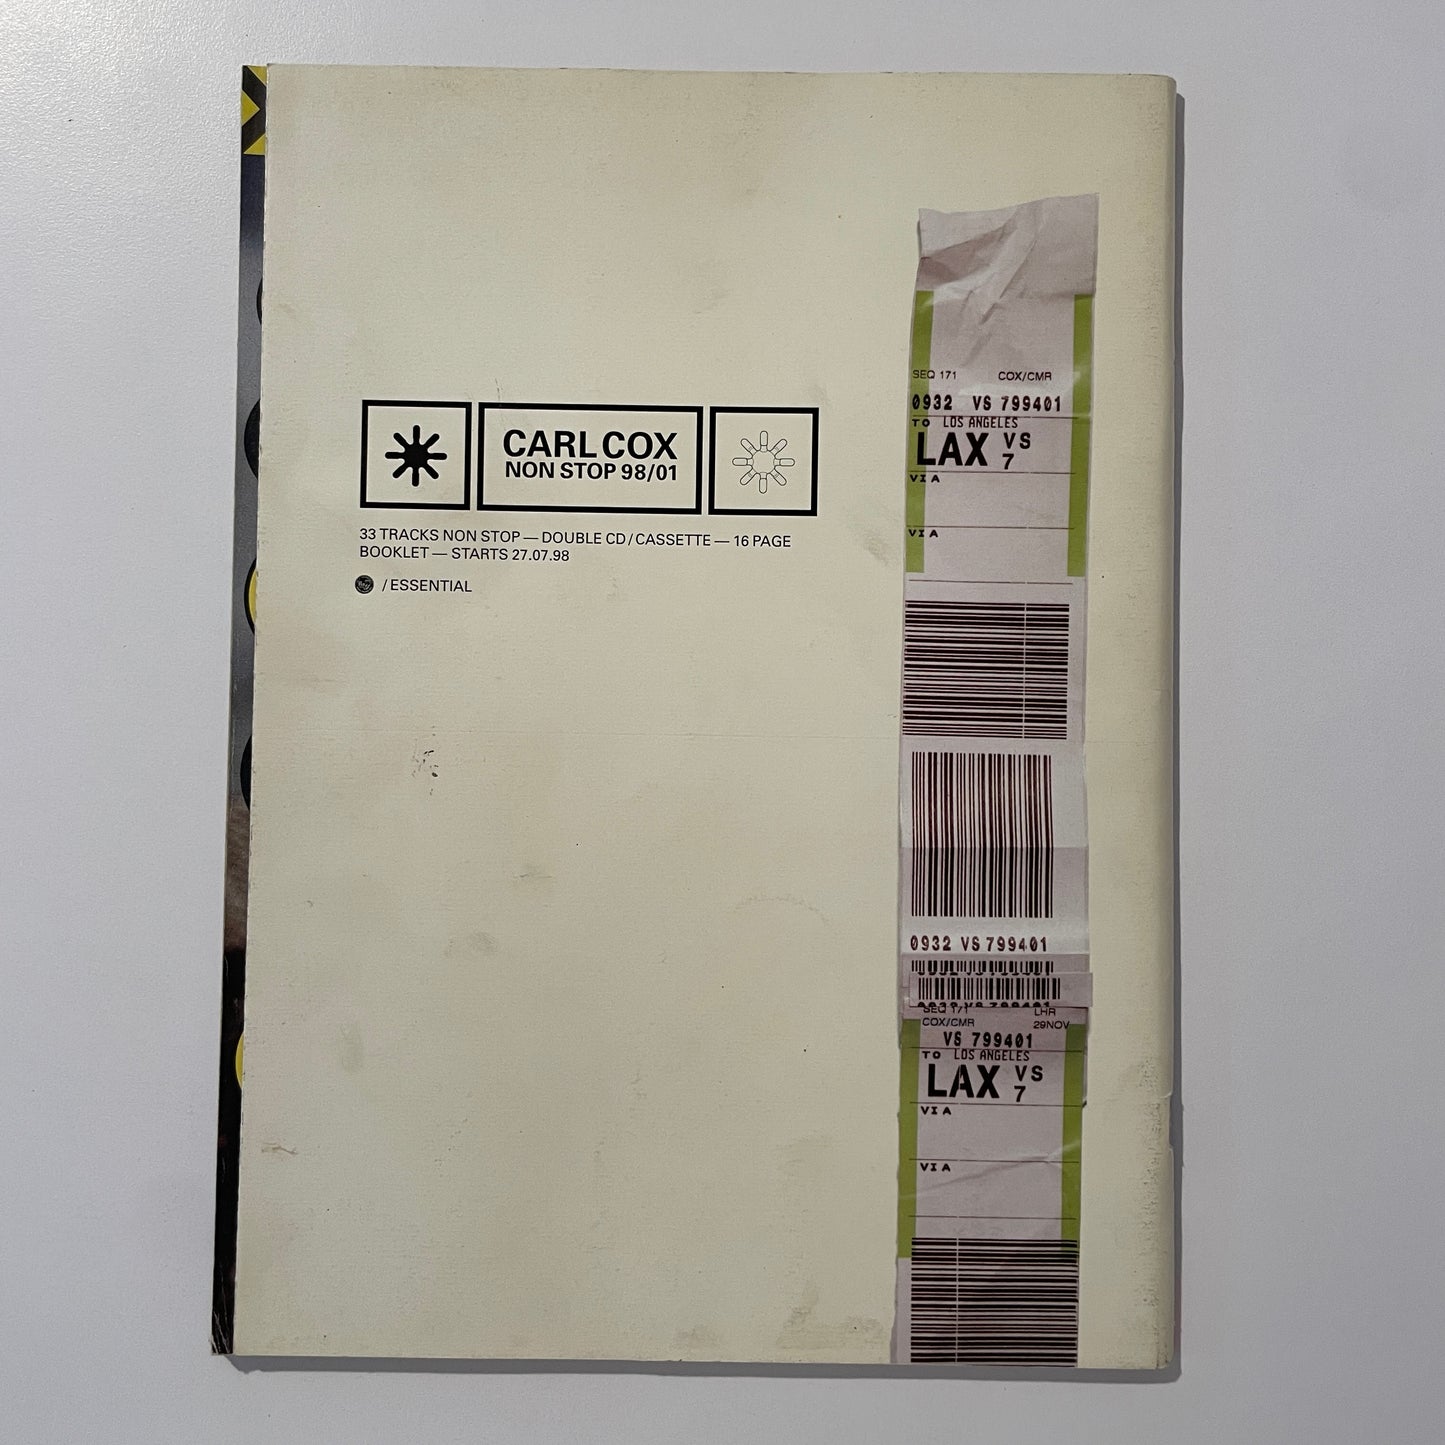 CARL COX
NON STOP 98/01
33 TRACKS NON STOP — DOUBLE CD / CASSETTE — 16 PAGE
BOOKLET — STARTS 27.07.98
/ ESSENTIAL
SEQ 171 COX/CMR
0932 VS 799401
TO LOS ANGELES
LAX VS
7
VIA
VIA
0932 VS 799401
SEQ 171 LHR
COX/CMR 29NOV
VS 799401
TO LOS ANGELES
LAX VS
7
VIA
VIA